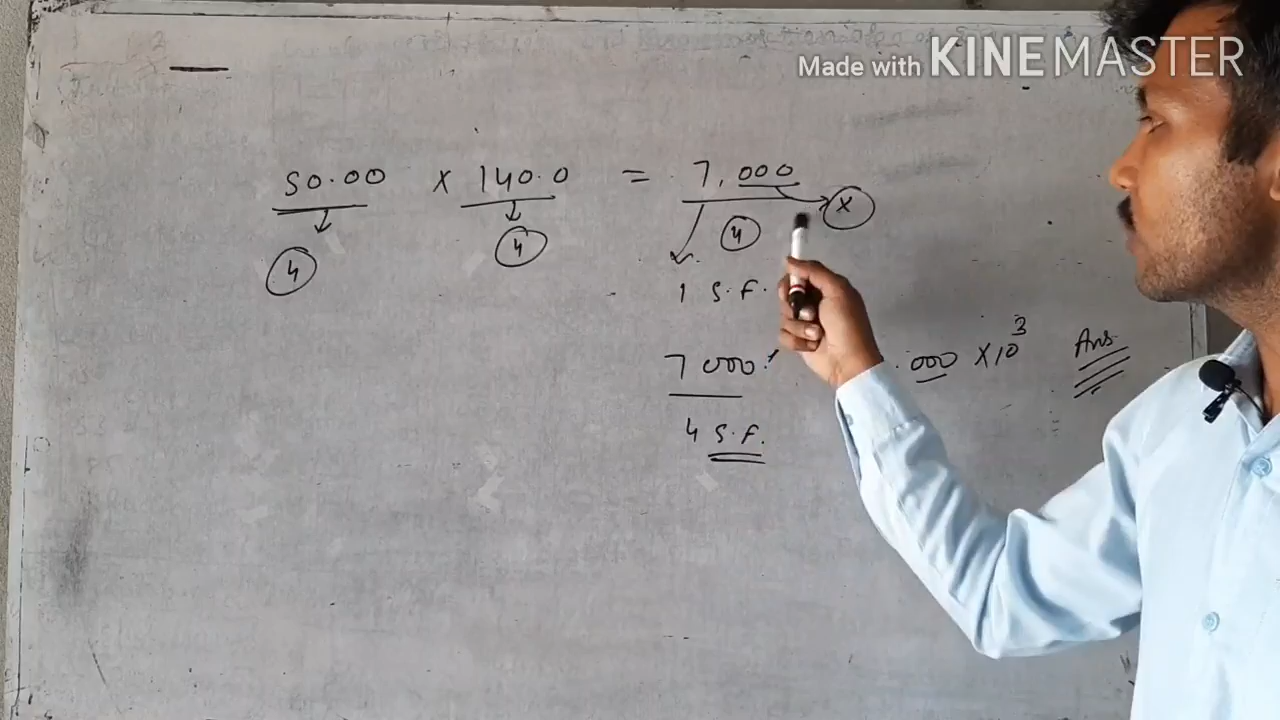 Made with KINEMASTER
50.00 x 140.0 = 7,000
4 4 4 x
1 S.F.
7000. .000 x 10³ Ans.
4 S.F.